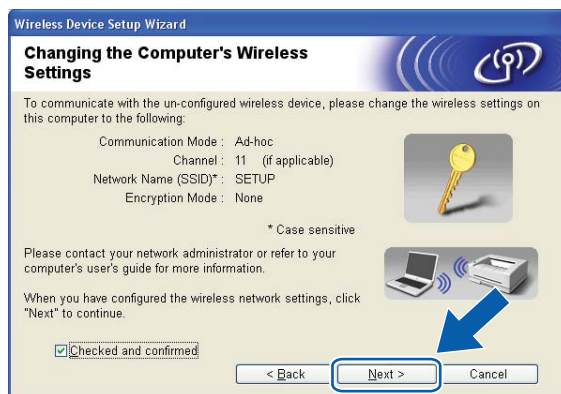 Wireless Device Setup Wizard
Changing the Computer's Wireless
Settings
To communicate with the un-configured wireless device, please change the wireless settings on
this computer to the following:
Communication Mode : Ad-hoc
Channel : 11 (if applicable)
Network Name (SSID)* : SETUP
Encryption Mode : None
* Case sensitive
Please contact your network administrator or refer to your
computer's user's guide for more information.
When you have configured the wireless network settings, click
"Next" to continue.
Checked and confirmed
< Back Next > Cancel